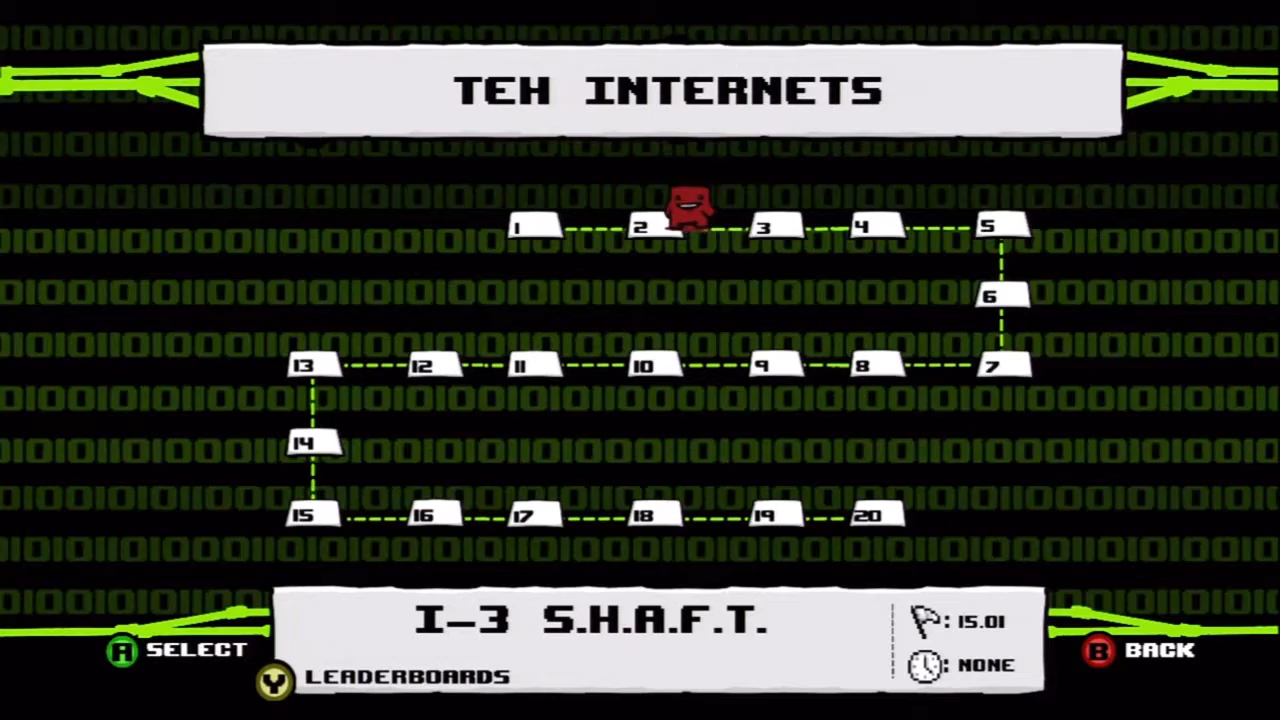 TEH INTERNETS
1 2 3 4 5
6
13 12 11 10 9 8 7
14
15 16 17 18 19 20
I-3 S.H.A.F.T.
: 15.01
A SELECT
B BACK
: NONE
Y LEADERBOARDS